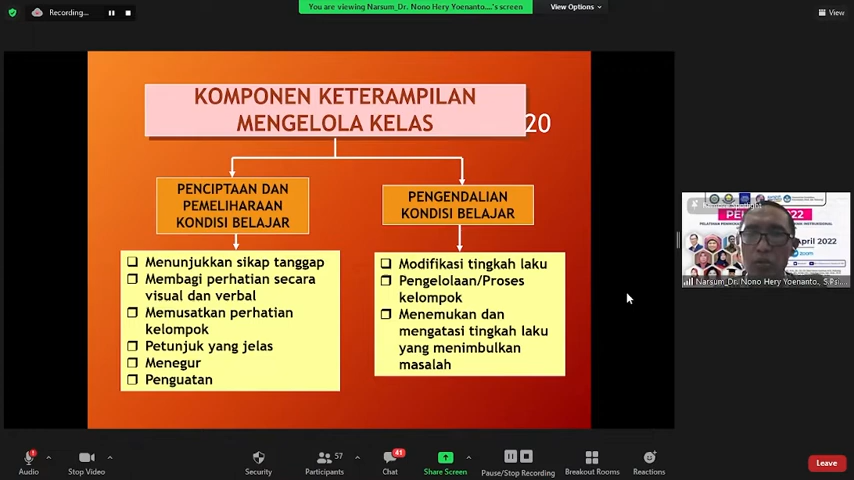 Recording...
You are viewing Narsum_Dr. Nono Hery Yoenanto....'s screen
View Options
View
KOMPONEN KETERAMPILAN
MENGELOLA KELAS
20
PENCIPTAAN DAN
PEMELIHARAAN
KONDISI BELAJAR
Menunjukkan sikap tanggap
Membagi perhatian secara
visual dan verbal
Memusatkan perhatian
kelompok
Petunjuk yang jelas
Menegur
Penguatan
PENGENDALIAN
KONDISI BELAJAR
Modifikasi tingkah laku
Pengelolaan/Proses
kelompok
Menemukan dan
mengatasi tingkah laku
yang menimbulkan
masalah
2022
April 2022
zoom
Narsum_Dr. Nono Hery Yoenanto., S.Psi....
Audio
Stop Video
Security
57
Participants
41
Chat
Share Screen
Pause/Stop Recording
Breakout Rooms
Reactions
Leave